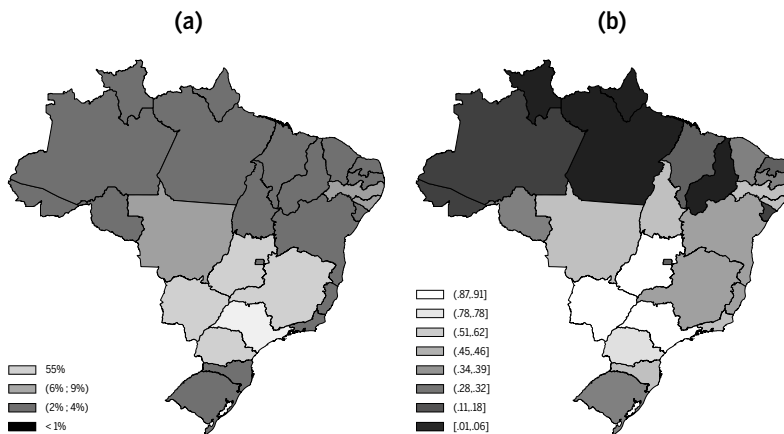 (a)
55%
(6% ; 9%)
(2% ; 4%)
< 1%
(b)
(.87,.91]
(.78,.78]
(.51,.62]
(.45,.46]
(.34,.39]
(.28,.32]
(.11,.18]
[.01,.06]